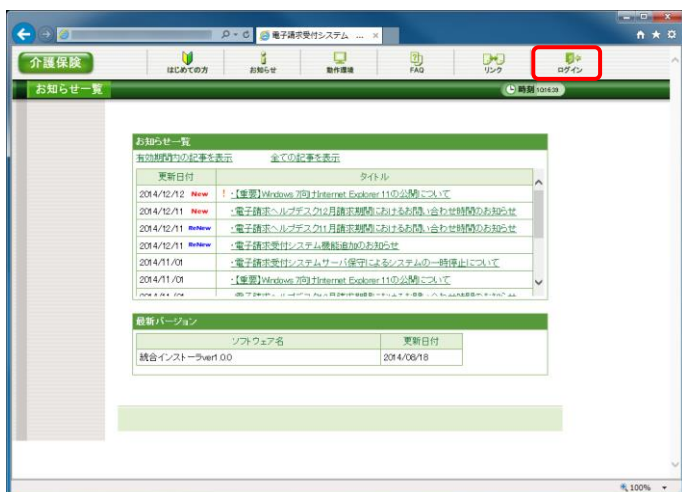 電子請求受付システム ... ×
介護保険
はじめての方 お知らせ 動作環境 FAQ リンク ログイン
お知らせ一覧
時刻
お知らせ一覧
有効期間内の記事を表示 全ての記事を表示
更新日付 タイトル
2014/12/12 New ! ・【重要】Windows 7向けInternet Explorer 11の公開について
2014/12/11 New ・電子請求ヘルプデスク12月請求期間におけるお問い合わせ時間のお知らせ
2014/12/11 ReNew ・電子請求ヘルプデスク11月請求期間におけるお問い合わせ時間のお知らせ
2014/12/11 ReNew ・電子請求受付システム機能追加のお知らせ
2014/11/01 ・電子請求受付システムサーバ保守によるシステムの一時停止について
2014/11/01 ・【重要】Windows 7向けInternet Explorer 11の公開について
最新バージョン
ソフトウェア名 更新日付
統合インストーラver1.0.0 2014/08/18
100%